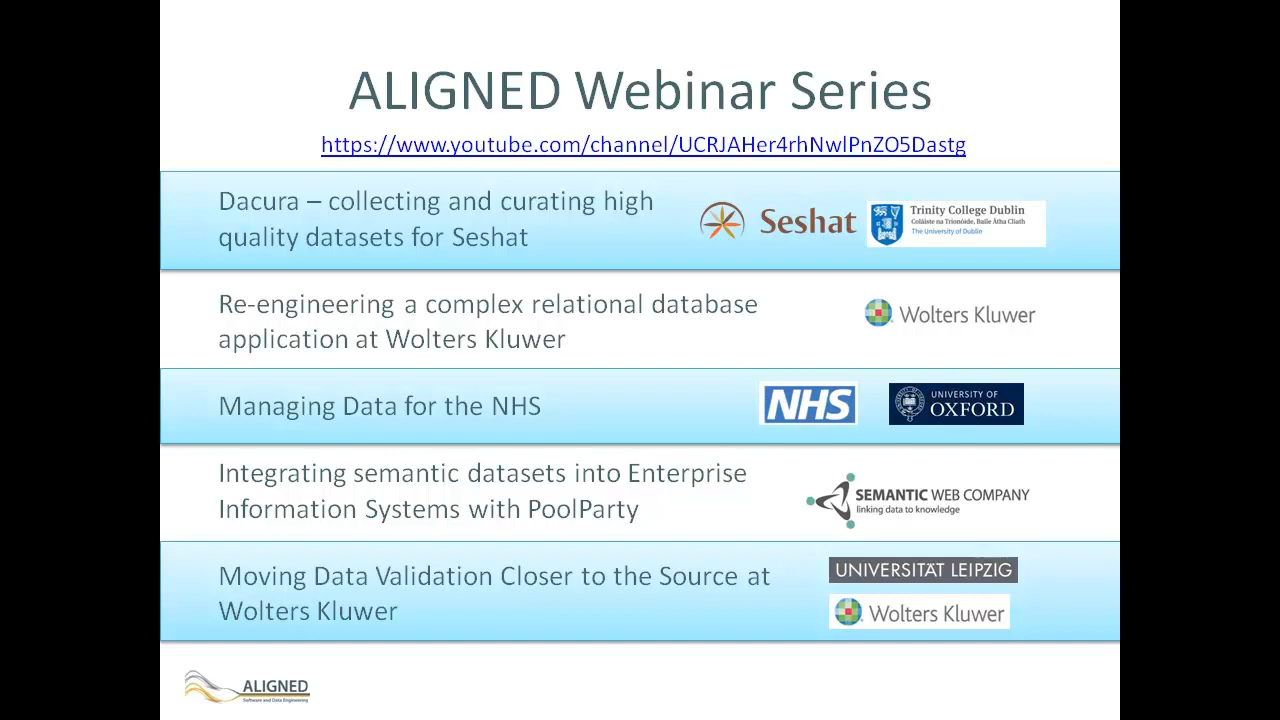 ALIGNED Webinar Series
https://www.youtube.com/channel/UCRJAHer4rhNwlPnZO5Dastg
Dacura – collecting and curating high
quality datasets for Seshat
Seshat
Trinity College Dublin
Coláiste na Tríonóide, Baile Átha Cliath
The University of Dublin
Re-engineering a complex relational database
application at Wolters Kluwer
Wolters Kluwer
Managing Data for the NHS
NHS
UNIVERSITY OF
OXFORD
Integrating semantic datasets into Enterprise
Information Systems with PoolParty
SEMANTIC WEB COMPANY
linking data to knowledge
Moving Data Validation Closer to the Source at
Wolters Kluwer
UNIVERSITÄT LEIPZIG
Wolters Kluwer
ALIGNED
Software and Data Engineering